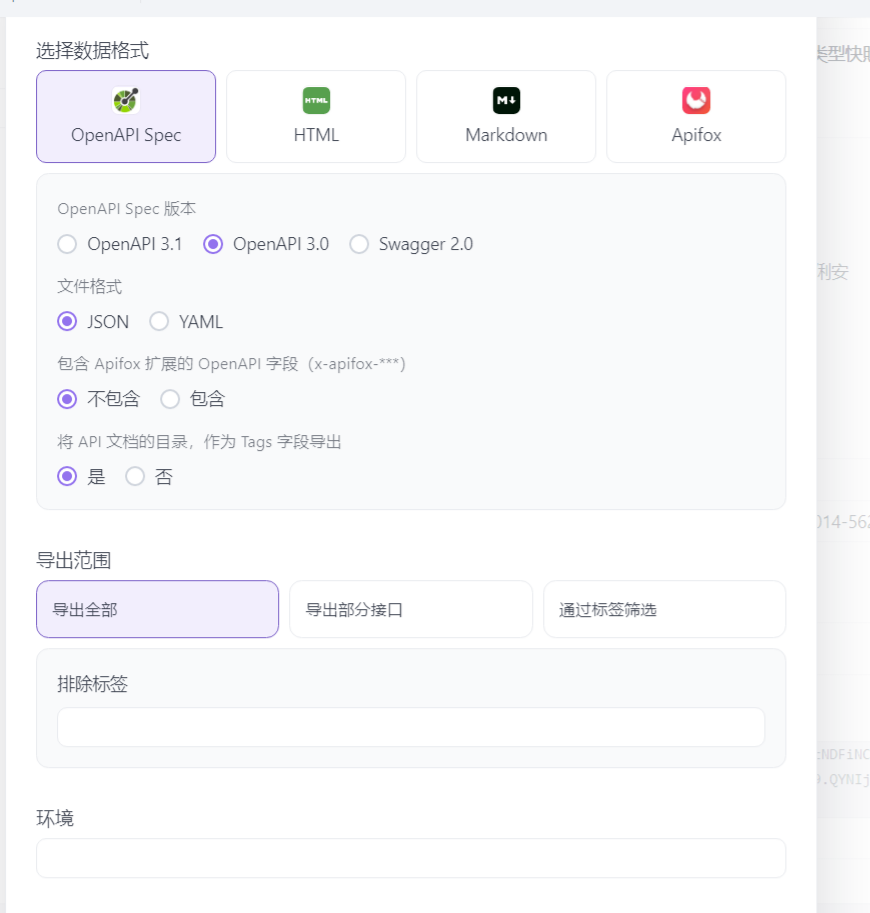 选择数据格式
OpenAPI Spec
HTML
HTML
M↓
Markdown
Apifox
OpenAPI Spec 版本
OpenAPI 3.1 OpenAPI 3.0 Swagger 2.0
文件格式
JSON YAML
包含 Apifox 扩展的 OpenAPI 字段（x-apifox-***）
不包含 包含
将 API 文档的目录，作为 Tags 字段导出
是 否
导出范围
导出全部 导出部分接口 通过标签筛选
排除标签
环境
类型快
利安
014-562
NDFiNC
9.QYNIj